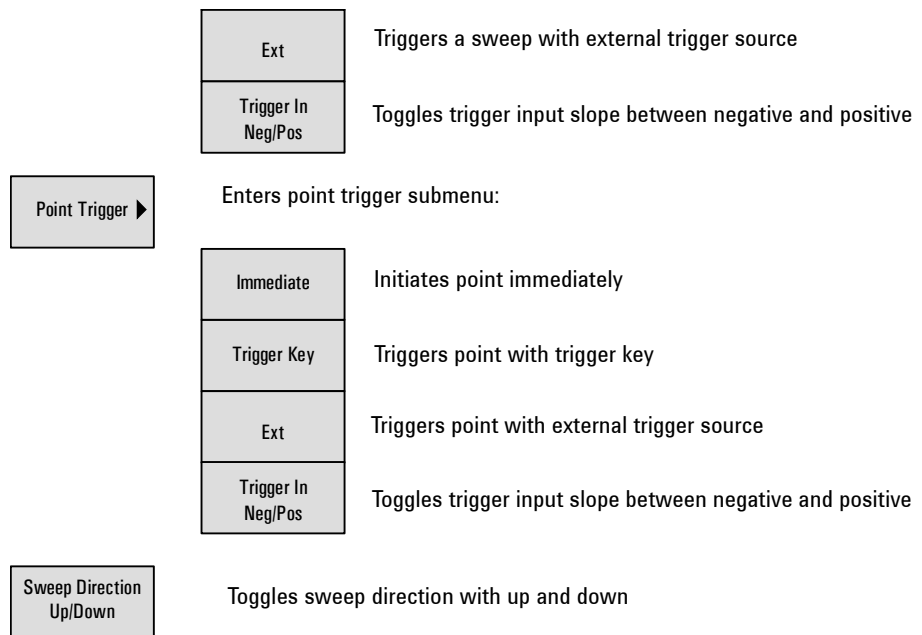 Ext
Triggers a sweep with external trigger source
Trigger In
Neg/Pos
Toggles trigger input slope between negative and positive
Point Trigger
Enters point trigger submenu:
Immediate
Initiates point immediately
Trigger Key
Triggers point with trigger key
Ext
Triggers point with external trigger source
Trigger In
Neg/Pos
Toggles trigger input slope between negative and positive
Sweep Direction
Up/Down
Toggles sweep direction with up and down